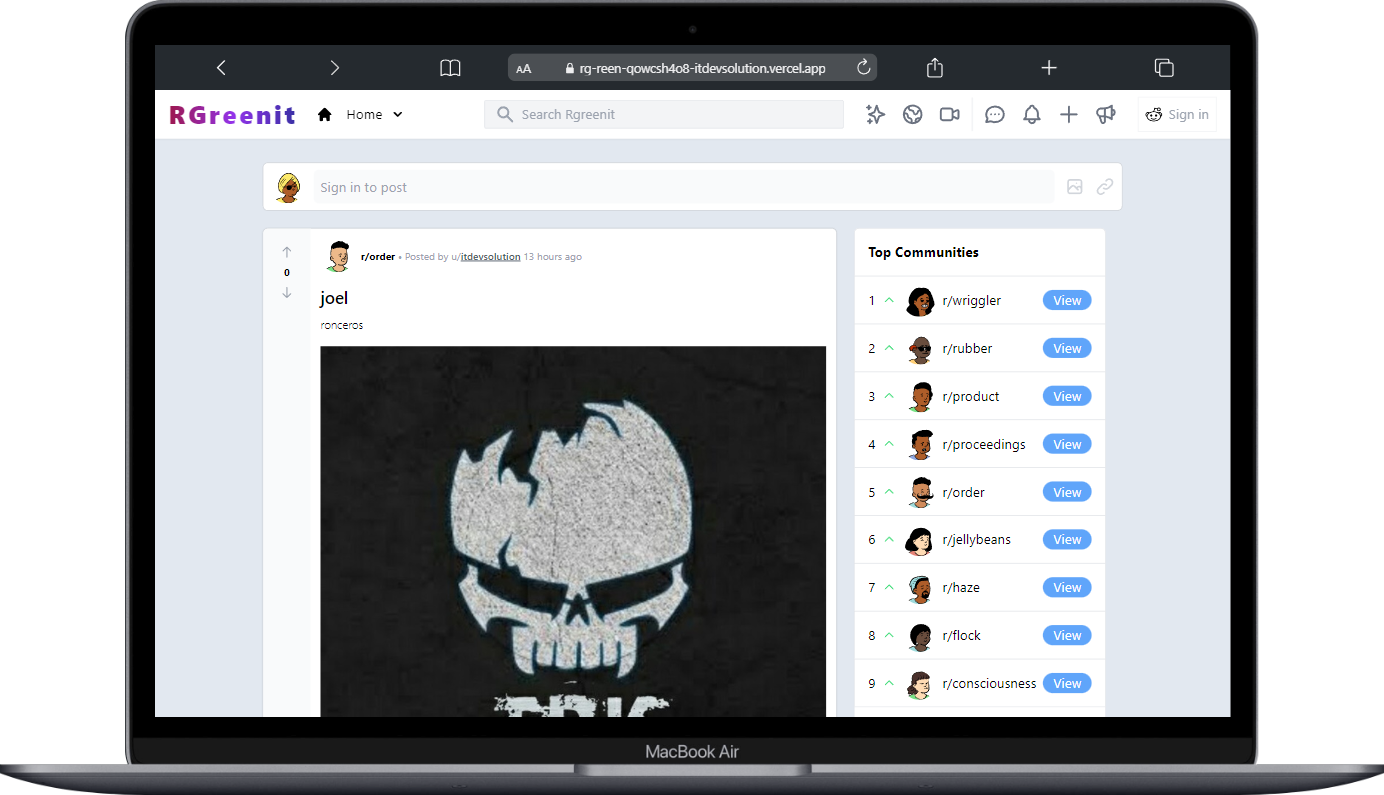 AA rg-reen-qowcsh4o8-itdevsolution.vercel.app
RGreenit Home Search Rgreenit Sign in
Sign in to post
0
r/order • Posted by u/itdevsolution 13 hours ago
joel
ronceros
Top Communities
1 r/wriggler View
2 r/rubber View
3 r/product View
4 r/proceedings View
5 r/order View
6 r/jellybeans View
7 r/haze View
8 r/flock View
9 r/consciousness View
MacBook Air